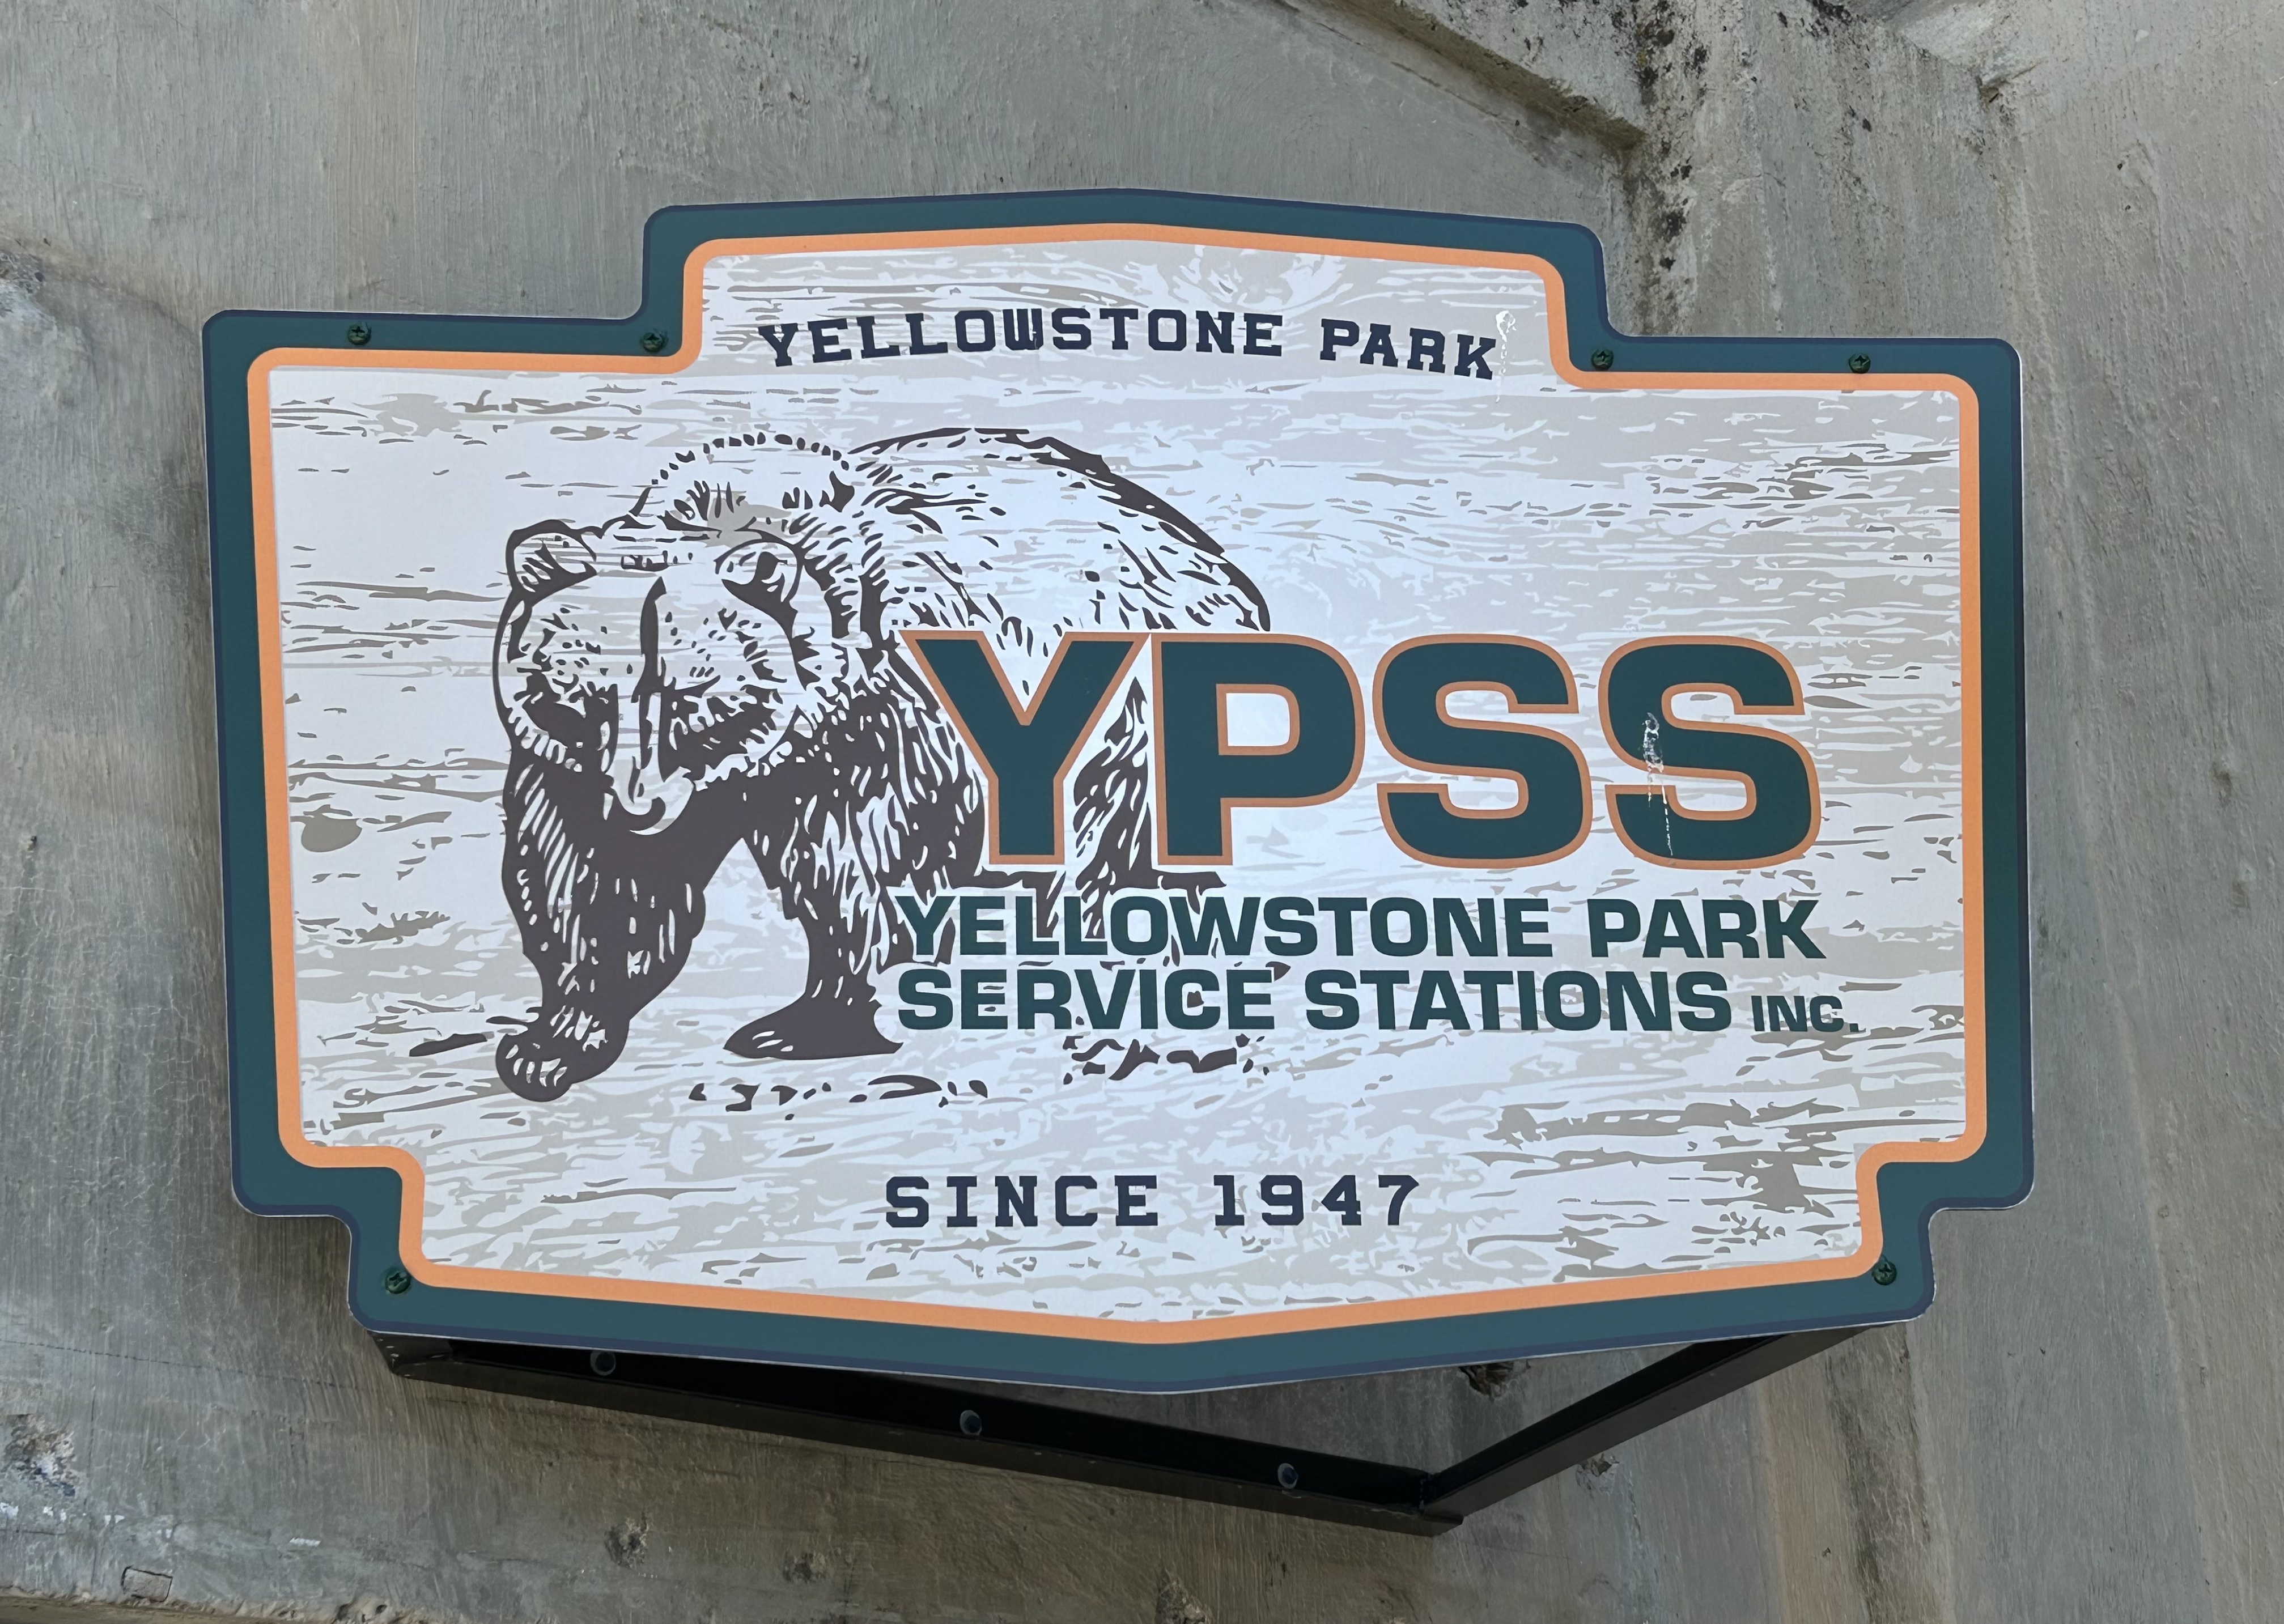 YELLOWSTONE PARK
YPSS
YELLOWSTONE PARK
SERVICE STATIONS INC.
SINCE 1947